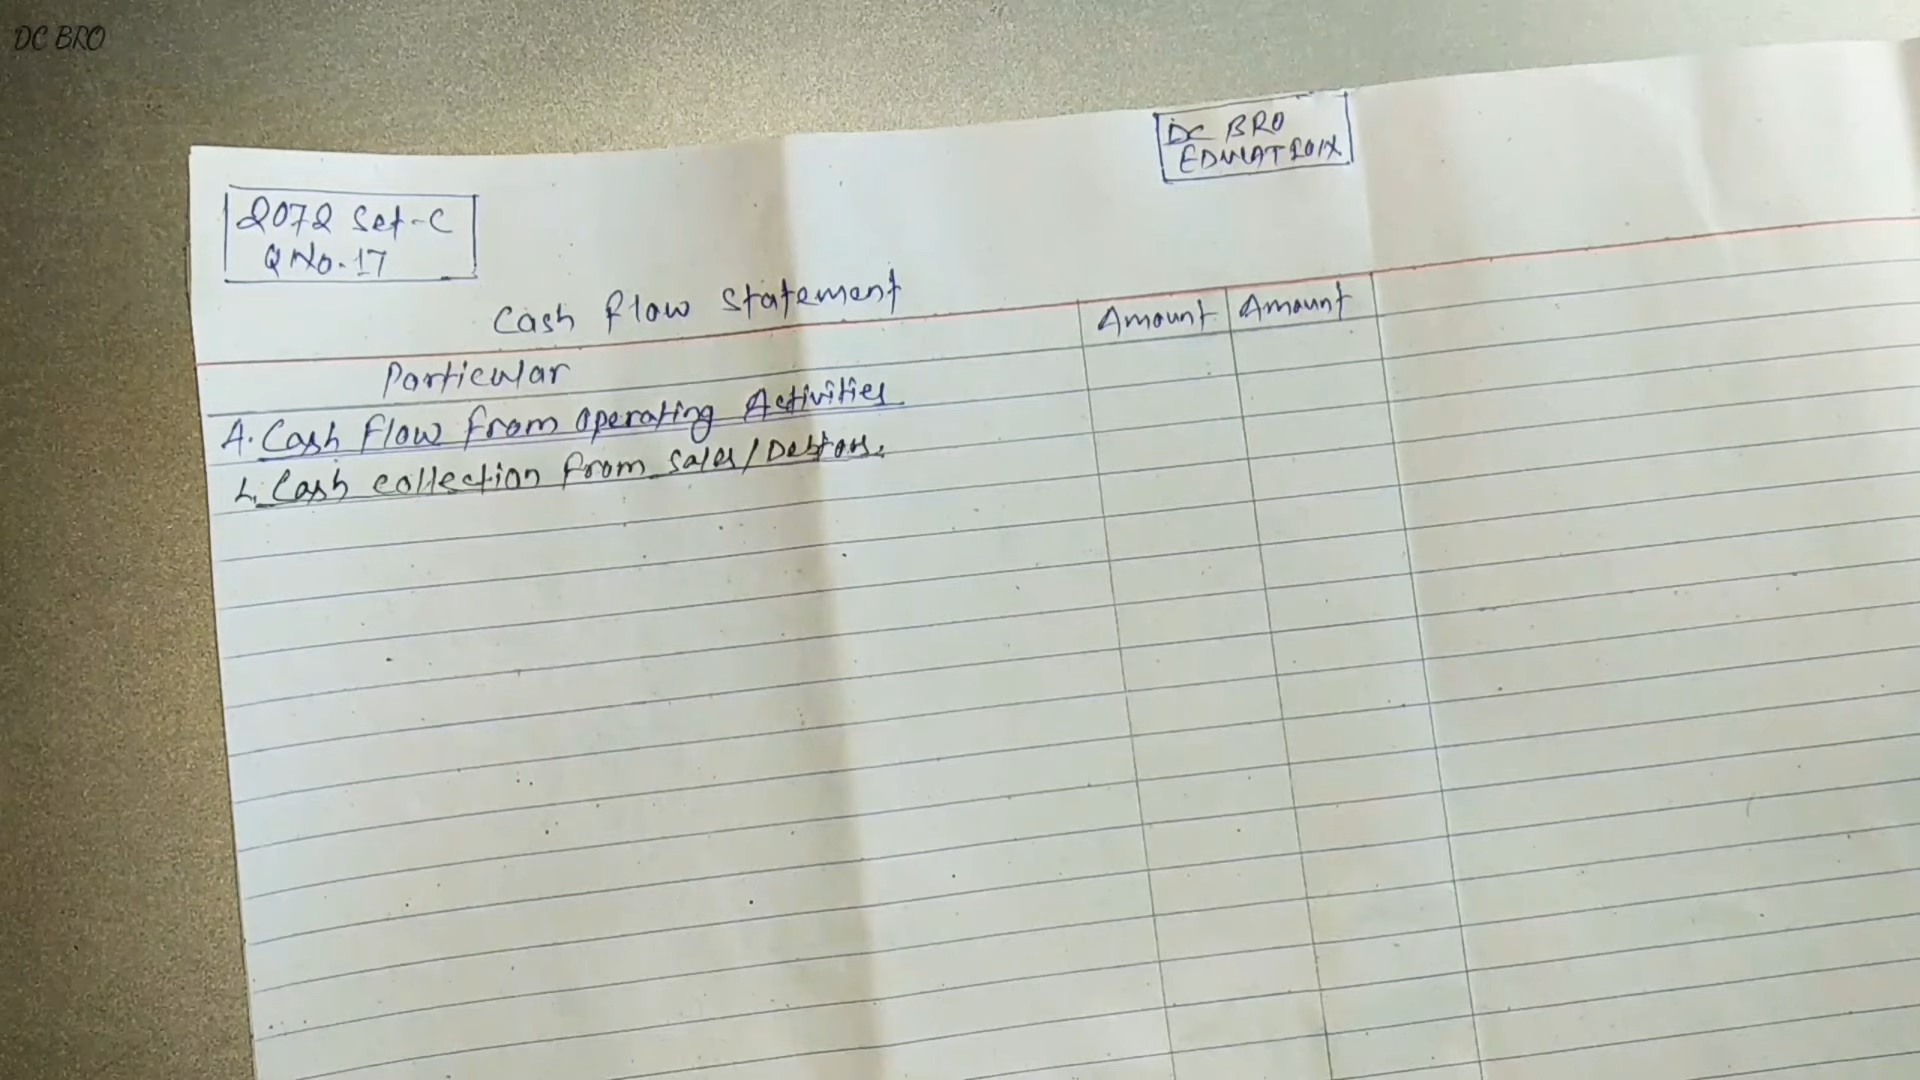 DC BRO
DC BRO
2072 Set-C
Q No. 17
Cash flow statement
Amount Amount
Particular
A. Cash flow from operating Activities
1. Cash collection from sales/Debtors: